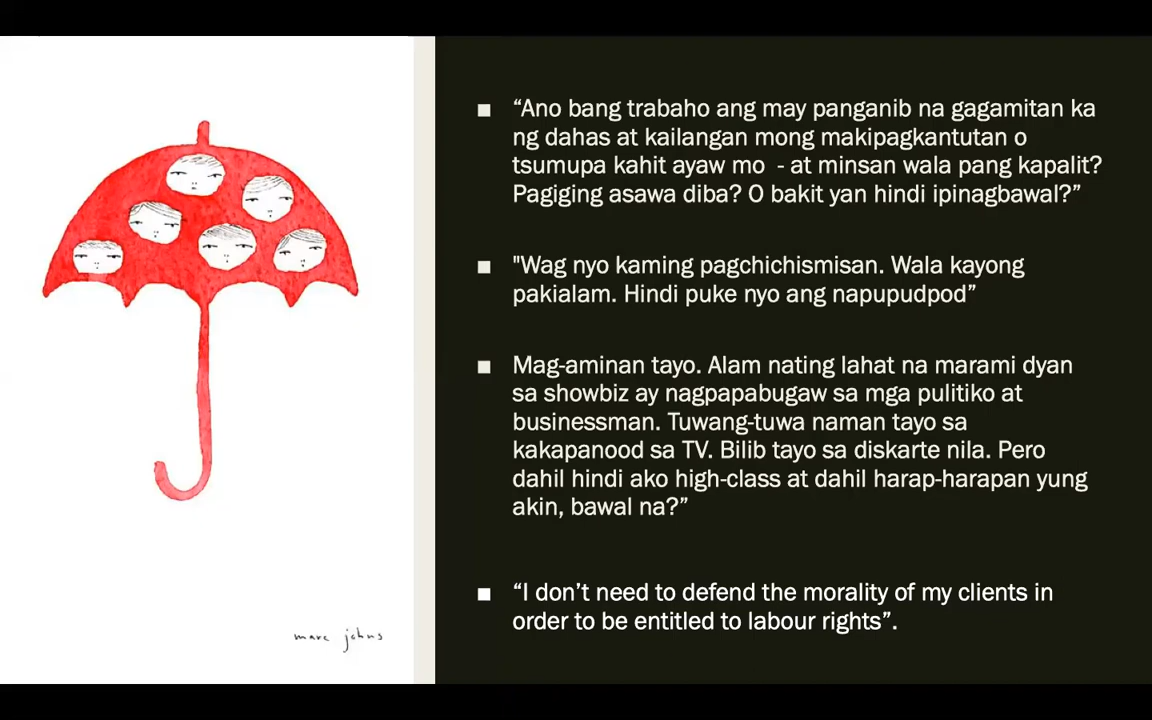 “Ano bang trabaho ang may panganib na gagamitan ka
ng dahas at kailangan mong makipagkantutan o
tsumupa kahit ayaw mo - at minsan wala pang kapalit?
Pagiging asawa diba? O bakit yan hindi ipinagbawal?”
"Wag nyo kaming pagchichismisan. Wala kayong
pakialam. Hindi puke nyo ang napupudpod”
Mag-aminan tayo. Alam nating lahat na marami dyan
sa showbiz ay nagpapabugaw sa mga pulitiko at
businessman. Tuwang-tuwa naman tayo sa
kakapanood sa TV. Bilib tayo sa diskarte nila. Pero
dahil hindi ako high-class at dahil harap-harapan yung
akin, bawal na?”
“I don’t need to defend the morality of my clients in
order to be entitled to labour rights”.
marc johns